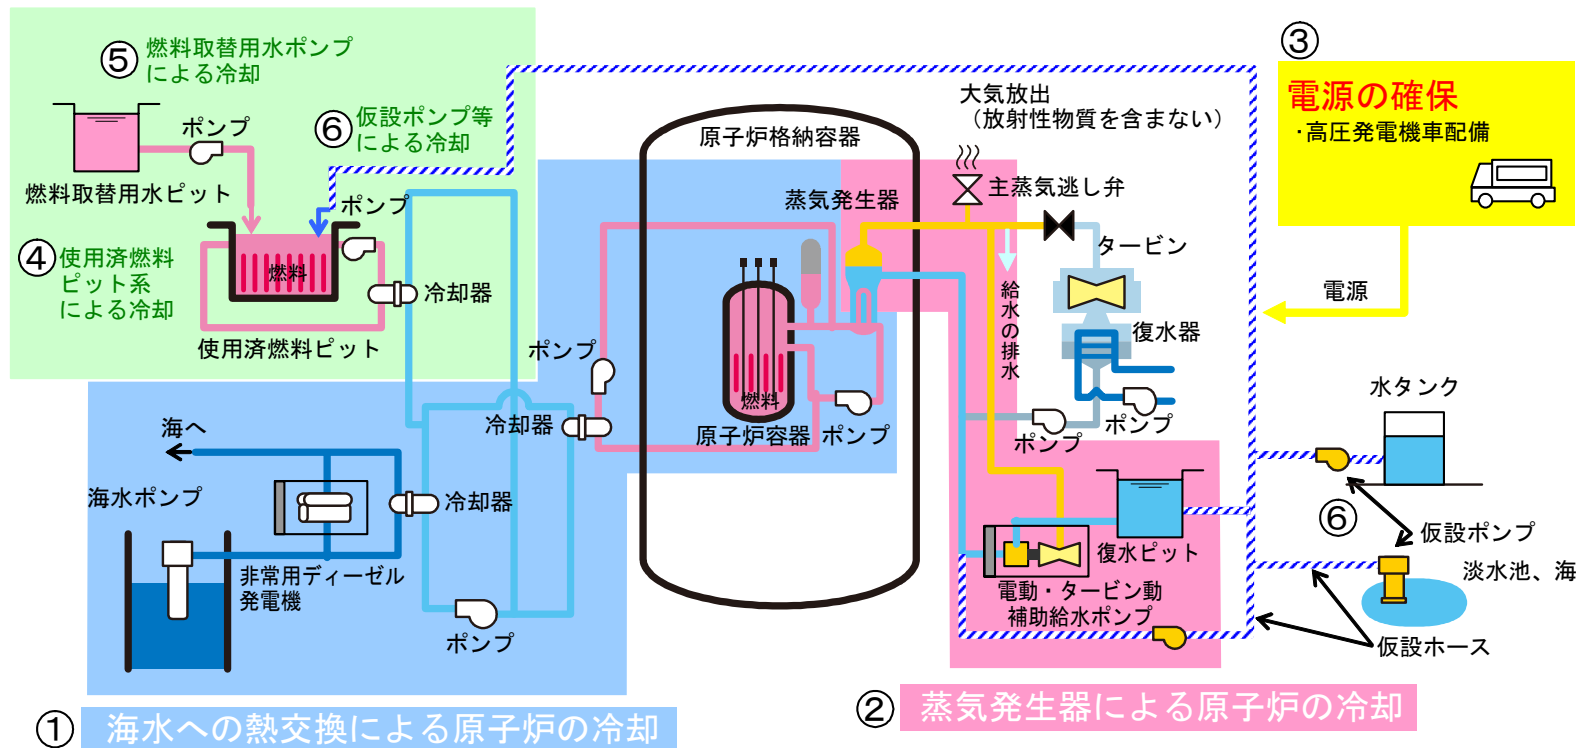 ⑤ 燃料取替用水ポンプ
による冷却
ポンプ
燃料取替用水ピット
⑥ 仮設ポンプ等
による冷却
ポンプ
④ 使用済燃料
ピット系
による冷却
燃料
冷却器
使用済燃料ピット
原子炉格納容器
蒸気発生器
大気放出
(放射性物質を含まない)
主蒸気逃し弁
タービン
給水の排水
復水器
ポンプ
ポンプ
③
電源の確保
・高圧発電機車配備
電源
ポンプ
冷却器
燃料
原子炉容器
ポンプ
海へ
海水ポンプ
冷却器
非常用ディーゼル
発電機
ポンプ
復水ピット
電動・タービン動
補助給水ポンプ
水タンク
⑥
仮設ポンプ
淡水池、海
仮設ホース
① 海水への熱交換による原子炉の冷却
② 蒸気発生器による原子炉の冷却